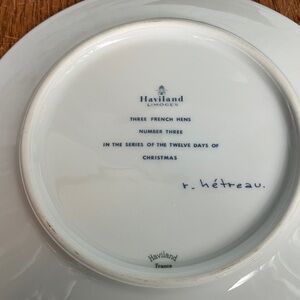 Haviland
LIMOGES
THREE FRENCH HENS
NUMBER THREE
IN THE SERIES OF THE TWELVE DAYS OF
CHRISTMAS
r. hétreau.
Haviland
France